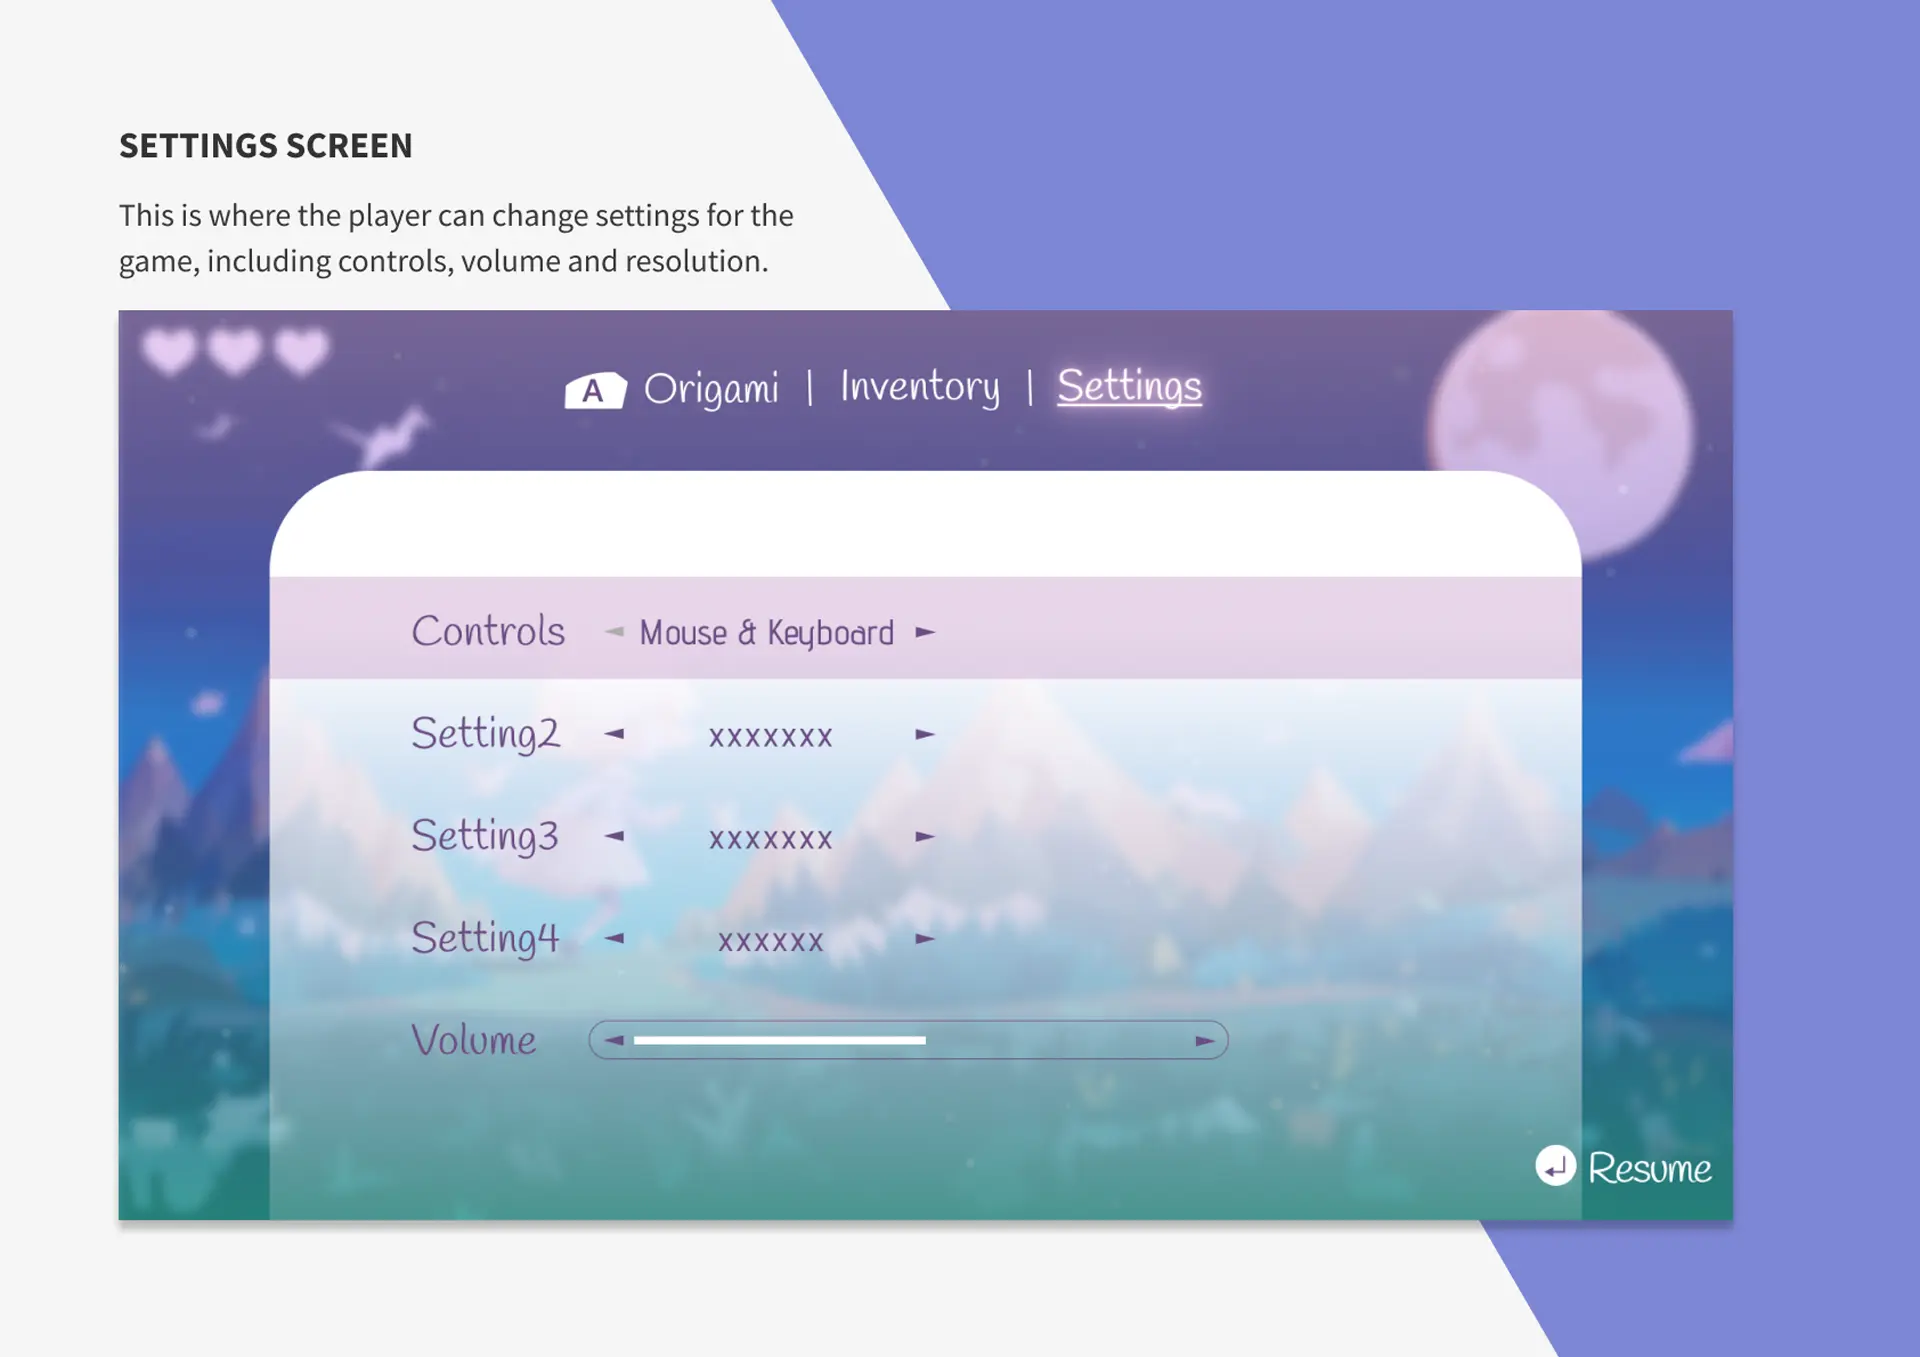 SETTINGS SCREEN
This is where the player can change settings for the
game, including controls, volume and resolution.
A Origami | Inventory | Settings
Controls ◄ Mouse & Keyboard ►
Setting2 ◄ xxxxxxx ►
Setting3 ◄ xxxxxxx ►
Setting4 ◄ xxxxxx ►
Volume ◄ ►
Resume